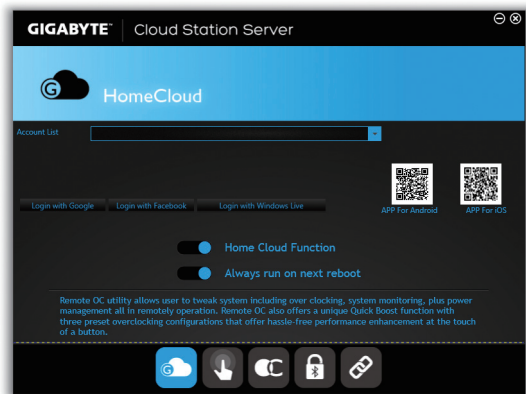 GIGABYTE™ Cloud Station Server
G HomeCloud
Account List
Login with Google Login with Facebook Login with Windows Live
APP For Android APP For iOS
Home Cloud Function
Always run on next reboot
Remote OC utility allows user to tweak system including over clocking, system monitoring, plus power
management all in remotely operation. Remote OC also offers a unique Quick Boost function with
three preset overclocking configurations that offer hassle-free performance enhancement at the touch
of a button.
G